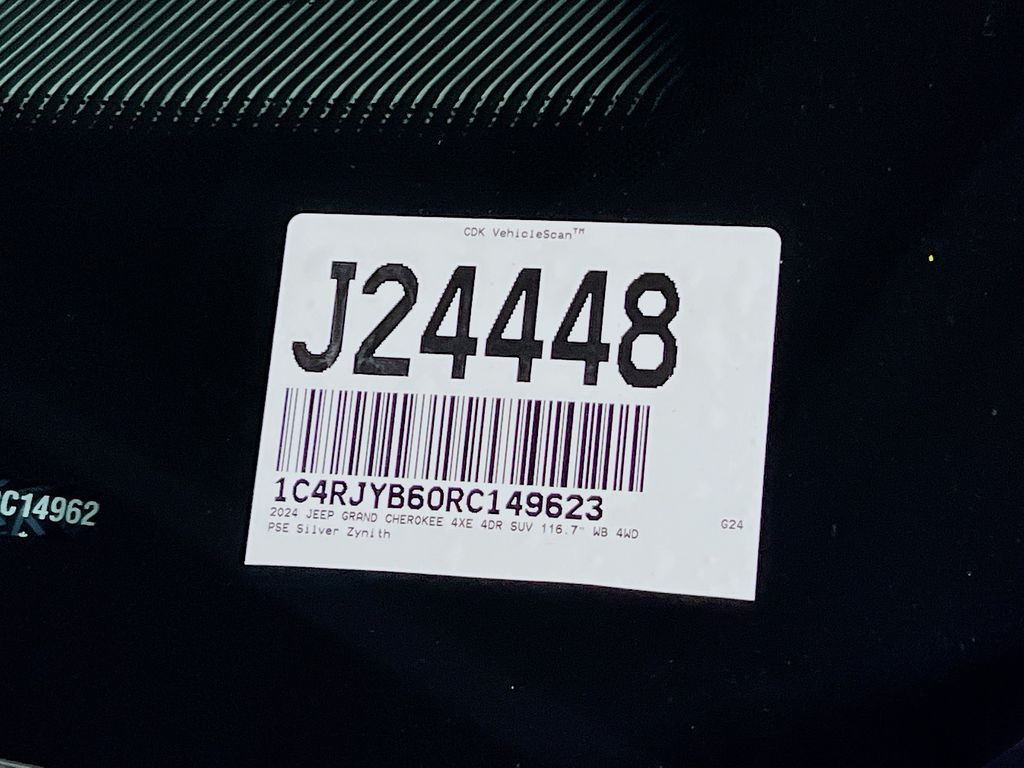 CDK VehicleScan™
J24448
1C4RJYB60RC149623
2024 JEEP GRAND CHEROKEE 4XE 4DR SUV 116.7" WB 4WD
PSE Silver Zynith
G24
RC14962